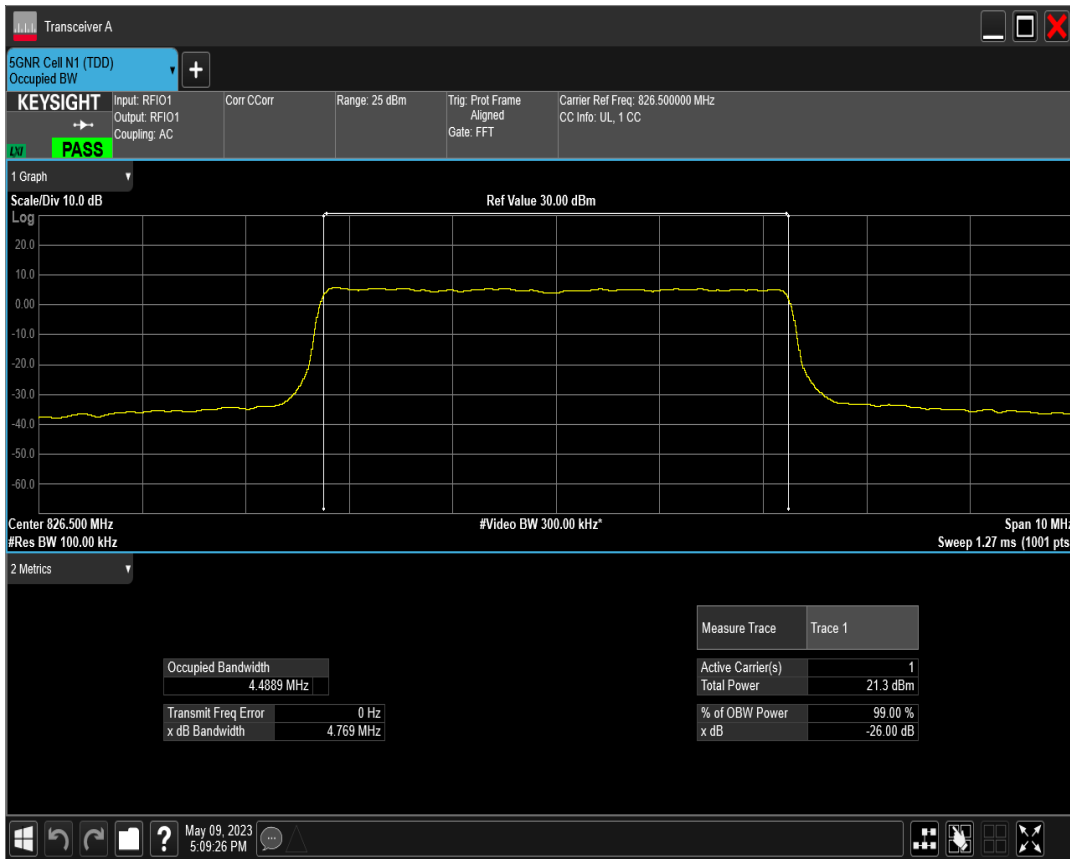 Transceiver A
5GNR Cell N1 (TDD)
Occupied BW
+
KEYSIGHT
LXI
PASS
Input: RFIO1
Output: RFIO1
Coupling: AC
Corr CCorr
Range: 25 dBm
Trig: Prot Frame
Aligned
Gate: FFT
Carrier Ref Freq: 826.500000 MHz
CC Info: UL, 1 CC
1 Graph
Scale/Div 10.0 dB
Ref Value 30.00 dBm
Log
20.0
10.0
0.00
-10.0
-20.0
-30.0
-40.0
-50.0
-60.0
Center 826.500 MHz
#Video BW 300.00 kHz*
Span 10 MHz
#Res BW 100.00 kHz
Sweep 1.27 ms (1001 pts
2 Metrics
Measure Trace Trace 1
Occupied Bandwidth
4.4889 MHz
Active Carrier(s) 1
Total Power 21.3 dBm
Transmit Freq Error 0 Hz
x dB Bandwidth 4.769 MHz
% of OBW Power 99.00 %
x dB -26.00 dB
?
May 09, 2023
5:09:26 PM